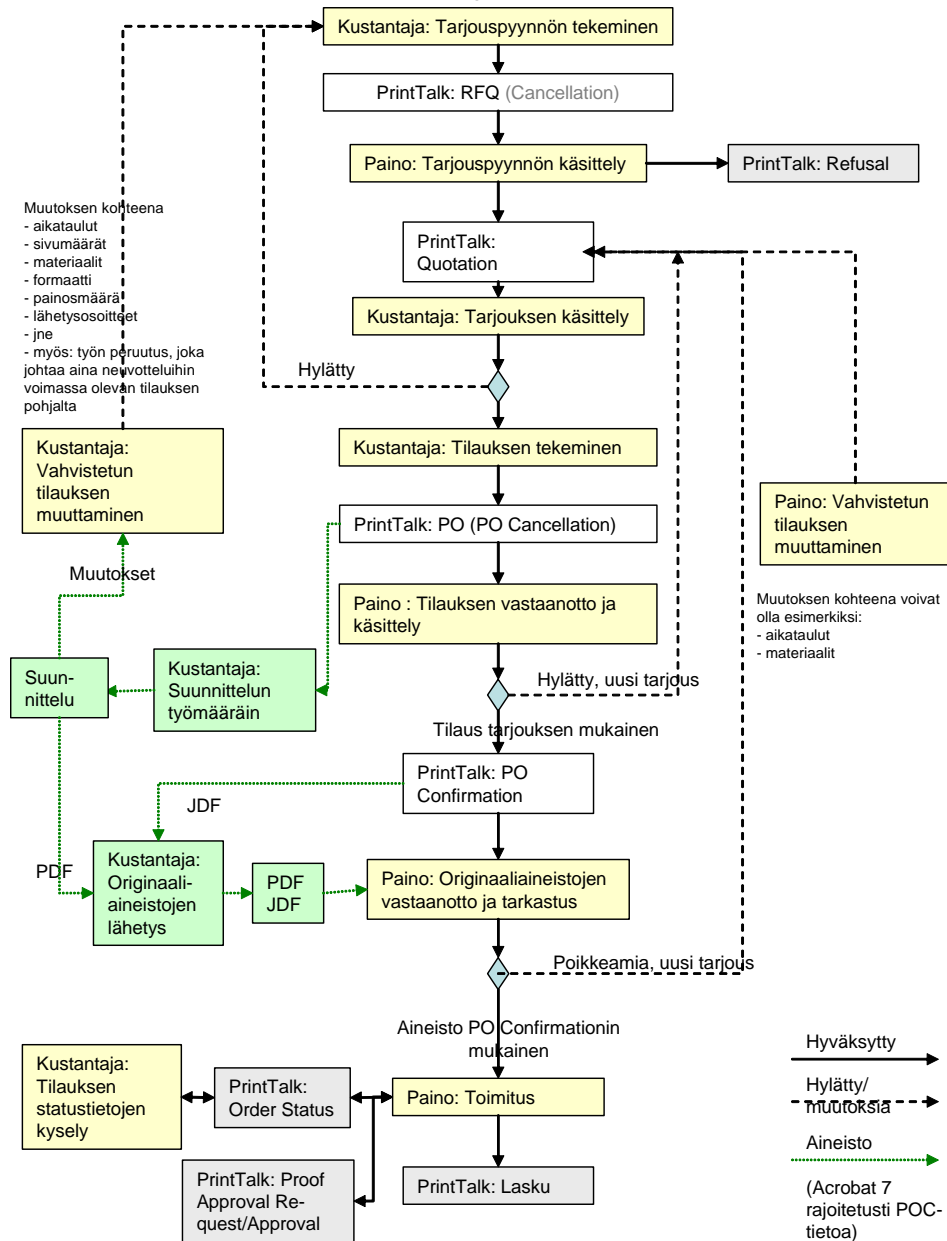 Kustantaja: Tarjouspyynnön tekeminen
PrintTalk: RFQ (Cancellation)
Paino: Tarjouspyynnön käsittely
PrintTalk: Refusal
Muutoksen kohteena
- aikataulut
- sivumäärät
- materiaalit
- formaatti
- painosmäärä
- lähetysosoitteet
- jne
- myös: työn peruutus, joka
johtaa aina neuvotteluihin
voimassa olevan tilauksen
pohjalta
PrintTalk:
Quotation
Kustantaja: Tarjouksen käsittely
Hylätty
Kustantaja:
Vahvistetun
tilauksen
muuttaminen
Kustantaja: Tilauksen tekeminen
PrintTalk: PO (PO Cancellation)
Paino: Vahvistetun
tilauksen
muuttaminen
Muutokset
Paino : Tilauksen vastaanotto ja
käsittely
Muutoksen kohteena voivat
olla esimerkiksi:
- aikataulut
- materiaalit
Suun-
nittelu
Kustantaja:
Suunnittelun
työmääräin
Hylätty, uusi tarjous
Tilaus tarjouksen mukainen
PrintTalk: PO
Confirmation
JDF
PDF
Kustantaja:
Originaali-
aineistojen
lähetys
PDF
JDF
Paino: Originaaliaineistojen
vastaanotto ja tarkastus
Poikkeamia, uusi tarjous
Aineisto PO Confirmationin
mukainen
Kustantaja:
Tilauksen
statustietojen
kysely
PrintTalk:
Order Status
Paino: Toimitus
PrintTalk: Proof
Approval Re-
quest/Approval
PrintTalk: Lasku
Hyväksytty
Hylätty/
muutoksia
Aineisto
(Acrobat 7
rajoitetusti POC-
tietoa)